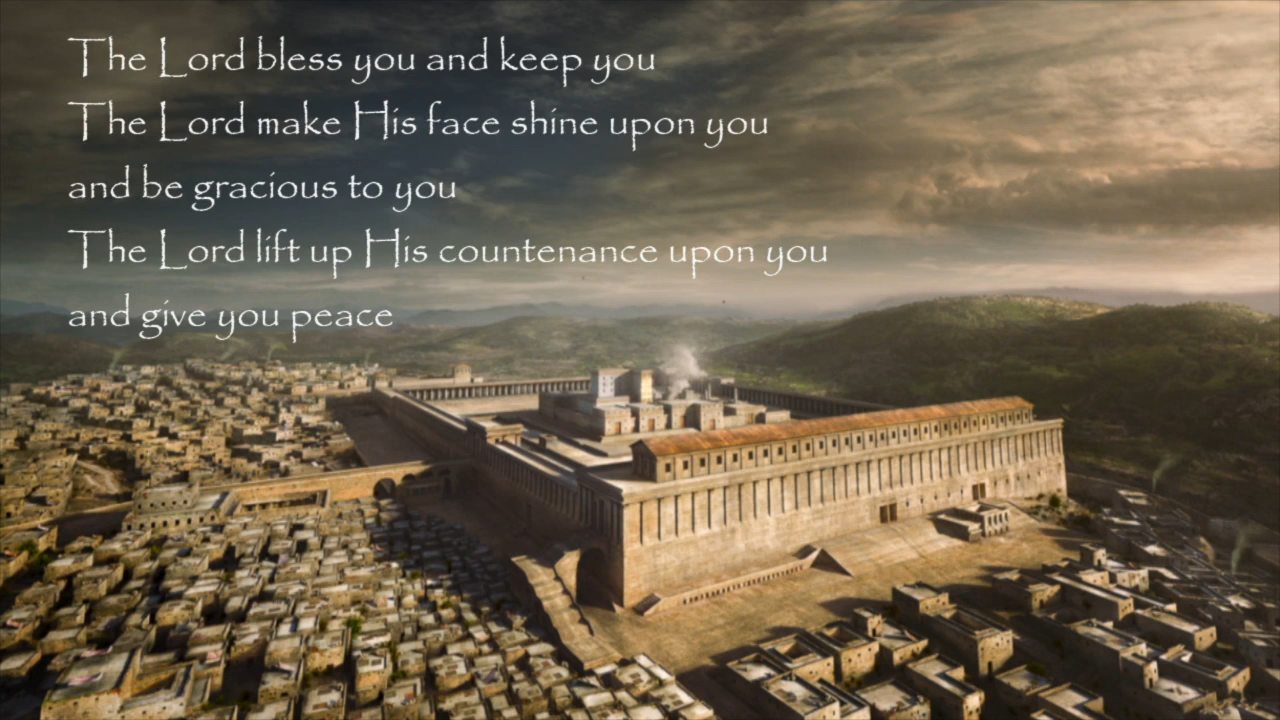 The Lord bless you and keep you
The Lord make His face shine upon you
and be gracious to you
The Lord lift up His countenance upon you
and give you peace